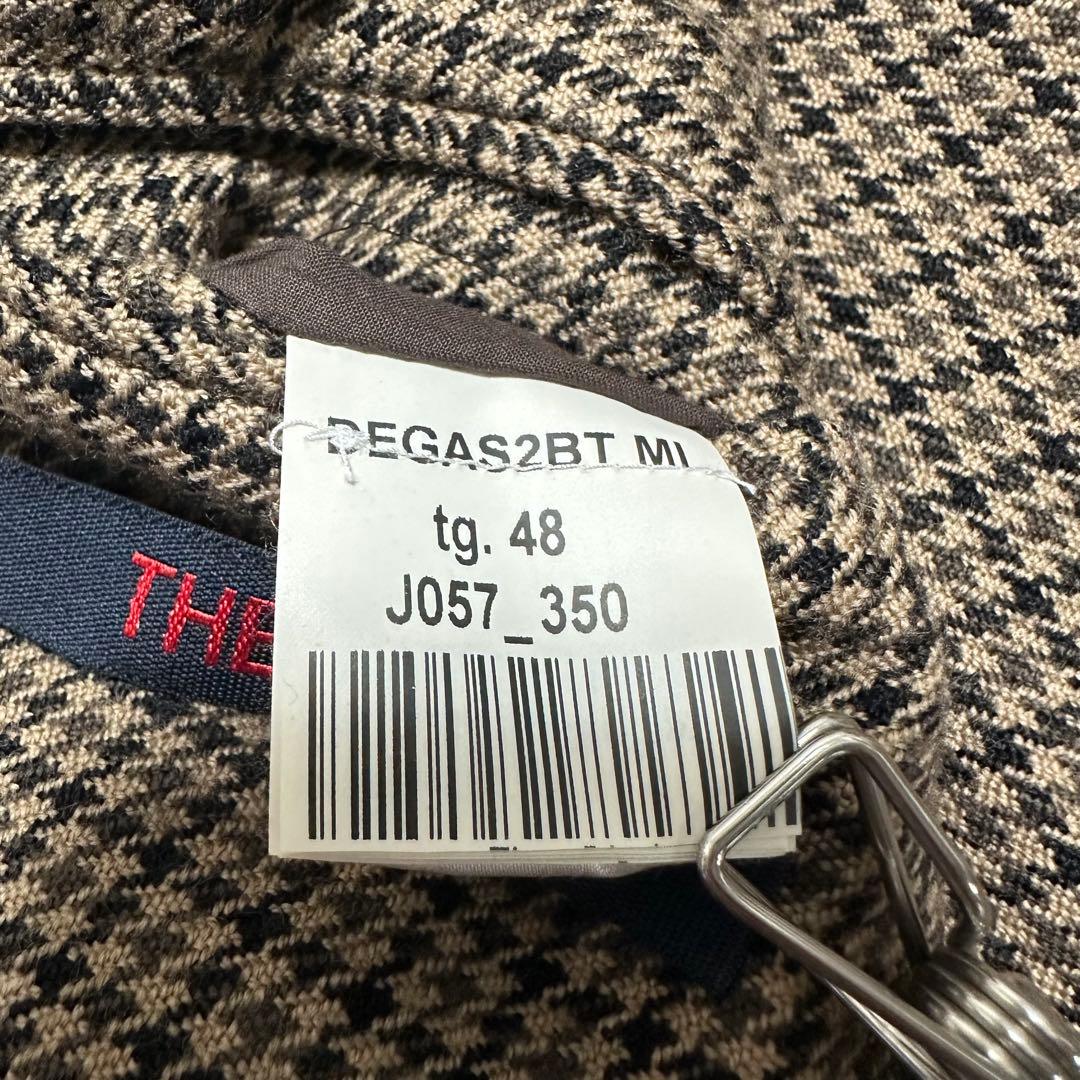 DEGAS2BT MI
tg. 48
J057_350
THE